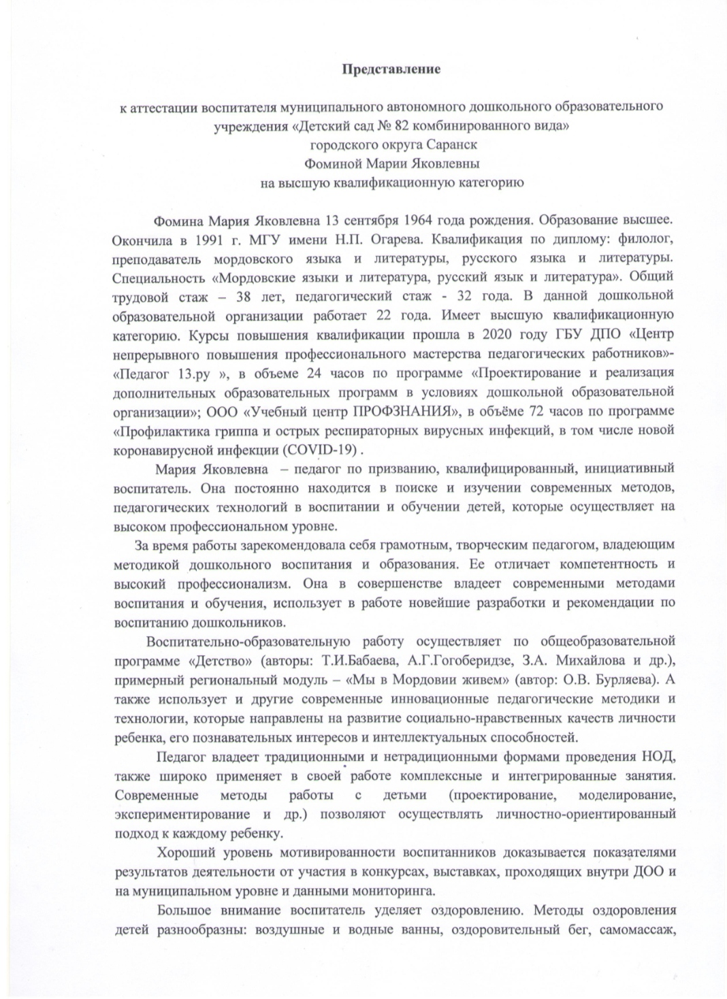 Представление
к аттестации воспитателя муниципального автономного дошкольного образовательного
учреждения «Детский сад № 82 комбинированного вида»
городского округа Саранск
Фоминой Марии Яковлевны
на высшую квалификационную категорию
Фомина Мария Яковлевна 13 сентября 1964 года рождения. Образование высшее.
Окончила в 1991 г. МГУ имени Н.П. Огарева. Квалификация по диплому: филолог,
преподаватель мордовского языка и литературы, русского языка и литературы.
Специальность «Мордовские языки и литература, русский язык и литература». Общий
трудовой стаж – 38 лет, педагогический стаж - 32 года. В данной дошкольной
образовательной организации работает 22 года. Имеет высшую квалификационную
категорию. Курсы повышения квалификации прошла в 2020 году ГБУ ДПО «Центр
непрерывного повышения профессионального мастерства педагогических работников»-
«Педагог 13.ру », в объеме 24 часов по программе «Проектирование и реализация
дополнительных образовательных программ в условиях дошкольной образовательной
организации»; ООО «Учебный центр ПРОФЗНАНИЯ», в объёме 72 часов по программе
«Профилактика гриппа и острых респираторных вирусных инфекций, в том числе новой
коронавирусной инфекции (COVID-19) .
Мария Яковлевна – педагог по призванию, квалифицированный, инициативный
воспитатель. Она постоянно находится в поиске и изучении современных методов,
педагогических технологий в воспитании и обучении детей, которые осуществляет на
высоком профессиональном уровне.
За время работы зарекомендовала себя грамотным, творческим педагогом, владеющим
методикой дошкольного воспитания и образования. Ее отличает компетентность и
высокий профессионализм. Она в совершенстве владеет современными методами
воспитания и обучения, использует в работе новейшие разработки и рекомендации по
воспитанию дошкольников.
Воспитательно-образовательную работу осуществляет по общеобразовательной
программе «Детство» (авторы: Т.И.Бабаева, А.Г.Гогоберидзе, З.А. Михайлова и др.),
примерный региональный модуль – «Мы в Мордовии живем» (автор: О.В. Бурляева). А
также использует и другие современные инновационные педагогические методики и
технологии, которые направлены на развитие социально-нравственных качеств личности
ребенка, его познавательных интересов и интеллектуальных способностей.
Педагог владеет традиционными и нетрадиционными формами проведения НОД,
также широко применяет в своей работе комплексные и интегрированные занятия.
Современные методы работы с детьми (проектирование, моделирование,
экспериментирование и др.) позволяют осуществлять личностно-ориентированный
подход к каждому ребенку.
Хороший уровень мотивированности воспитанников доказывается показателями
результатов деятельности от участия в конкурсах, выставках, проходящих внутри ДОО и
на муниципальном уровне и данными мониторинга.
Большое внимание воспитатель уделяет оздоровлению. Методы оздоровления
детей разнообразны: воздушные и водные ванны, оздоровительный бег, самомассаж,